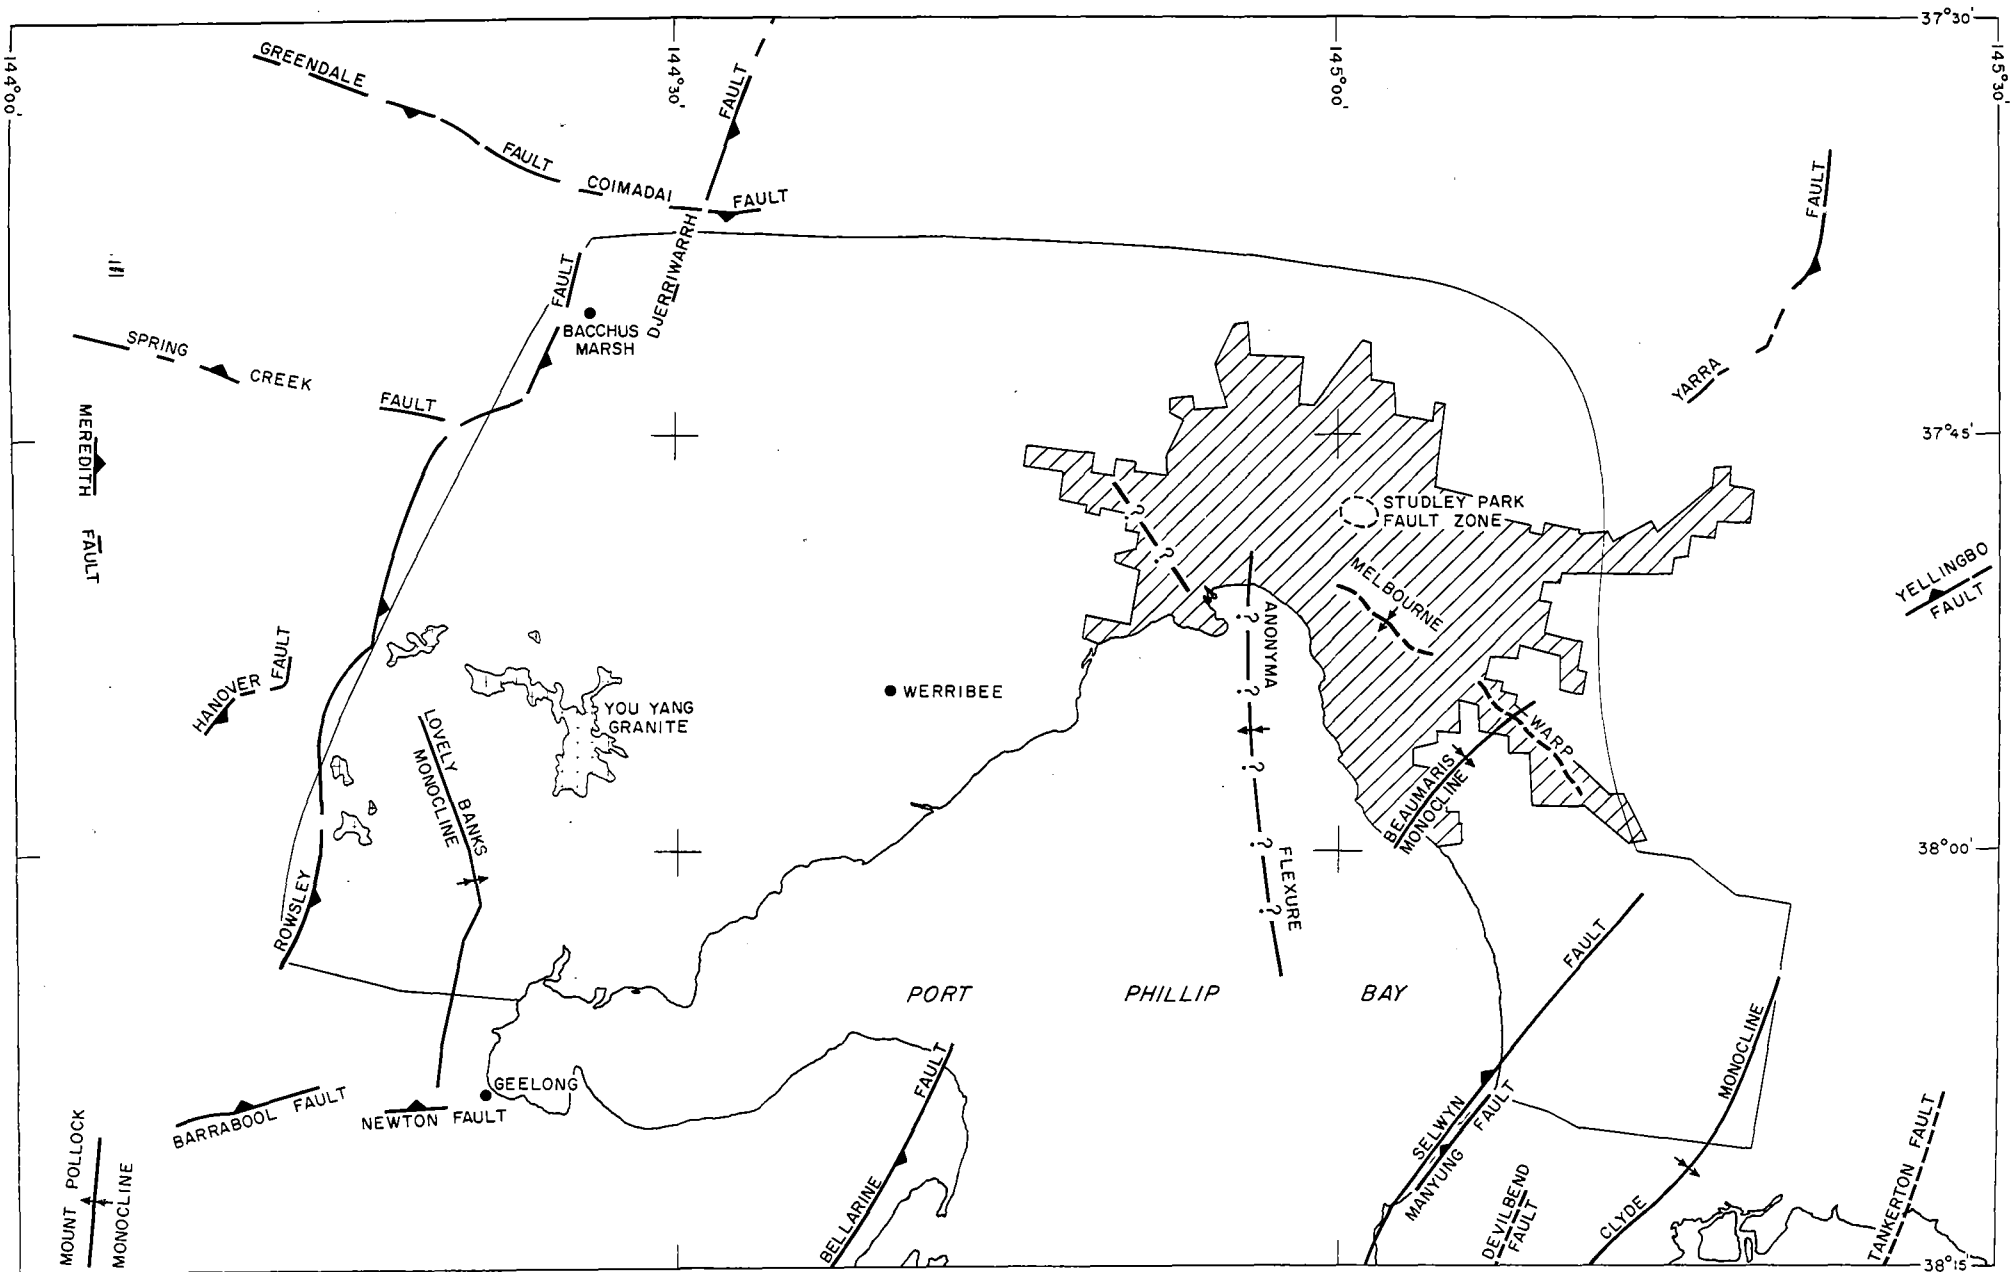 37°30'
144°00'
144°30'
145°00'
145°30'
GREENDALE
FAULT
FAULT
COIMADAI
FAULT
DJERRIWARRH
FAULT
FAULT
BACCHUS
MARSH
SPRING
CREEK
FAULT
MEREDITH
FAULT
YARRA
37°45'
STUDLEY PARK
FAULT ZONE
?
?
MELBOURNE
YELLINGBO
FAULT
ANONYMA
?
?
?
?
?
FLEXURE
HANOVER
FAULT
WERRIBEE
YOU YANG
GRANITE
LOVELY
BANKS
MONOCLINE
WARP
BEAUMARIS
MONOCLINE
38°00'
ROWSLEY
FAULT
PORT
PHILLIP
BAY
MONOCLINE
GEELONG
BARRABOOL
FAULT
NEWTON FAULT
FAULT
BELLARINE
SELWYN
FAULT
MANYUNG
DEVILBEND
FAULT
CLYDE
TANKERTON FAULT
MOUNT POLLOCK
MONOCLINE
38°15'